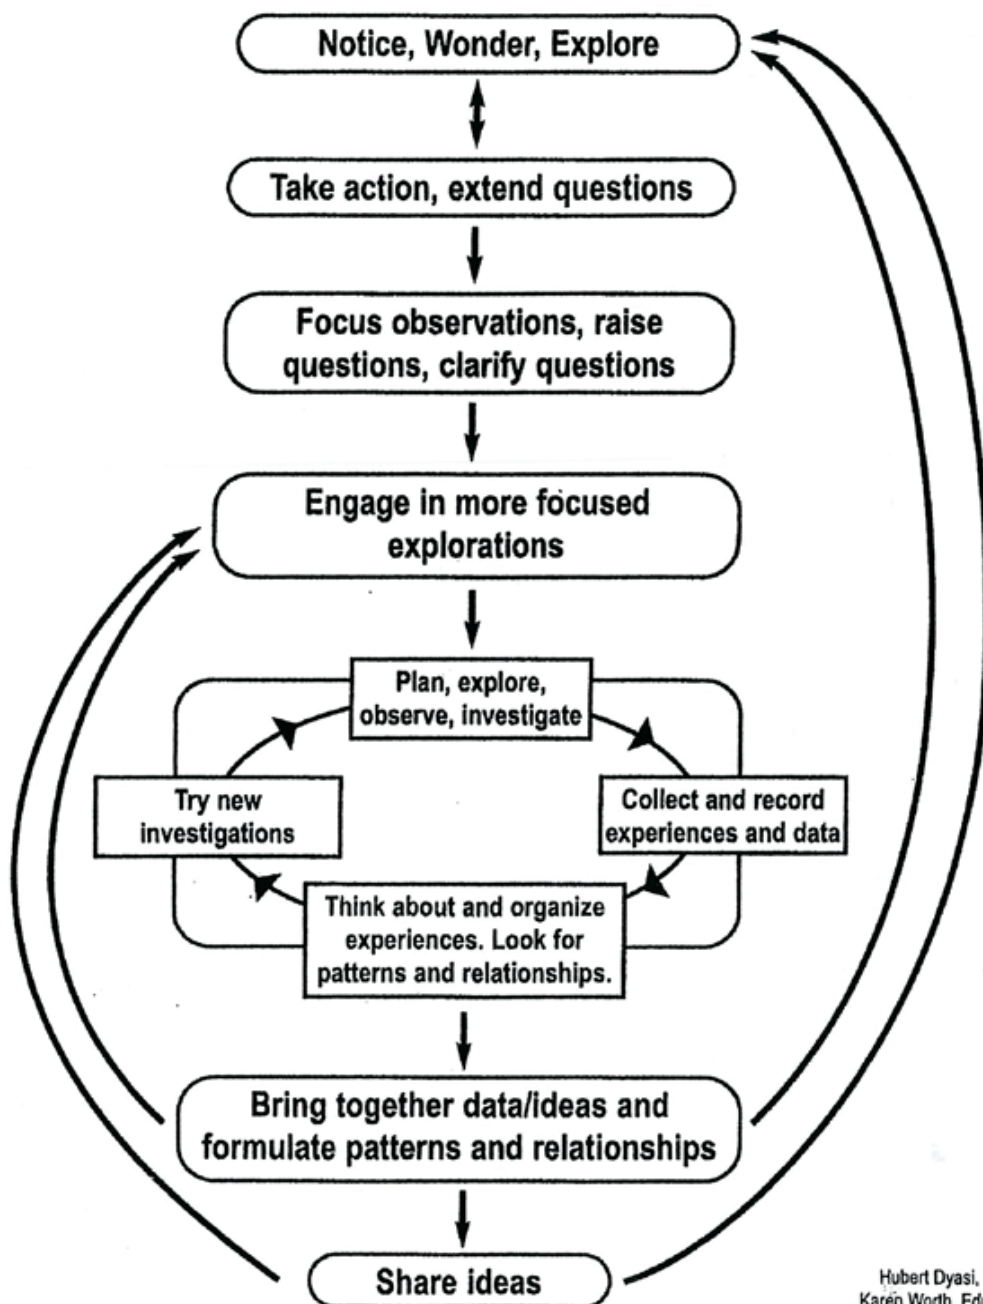 Notice, Wonder, Explore
Take action, extend questions
Focus observations, raise
questions, clarify questions
Engage in more focused
explorations
Plan, explore,
observe, investigate
Try new
investigations
Collect and record
experiences and data
Think about and organize
experiences. Look for
patterns and relationships.
Bring together data/ideas and
formulate patterns and relationships
Share ideas
Hubert Dyasi,
Karen Worth,